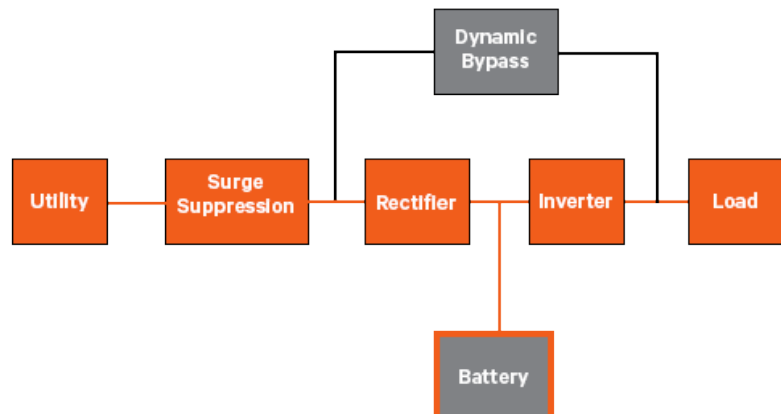 Dynamic
Bypass
Utility
Surge
Suppression
Rectifier
Inverter
Load
Battery